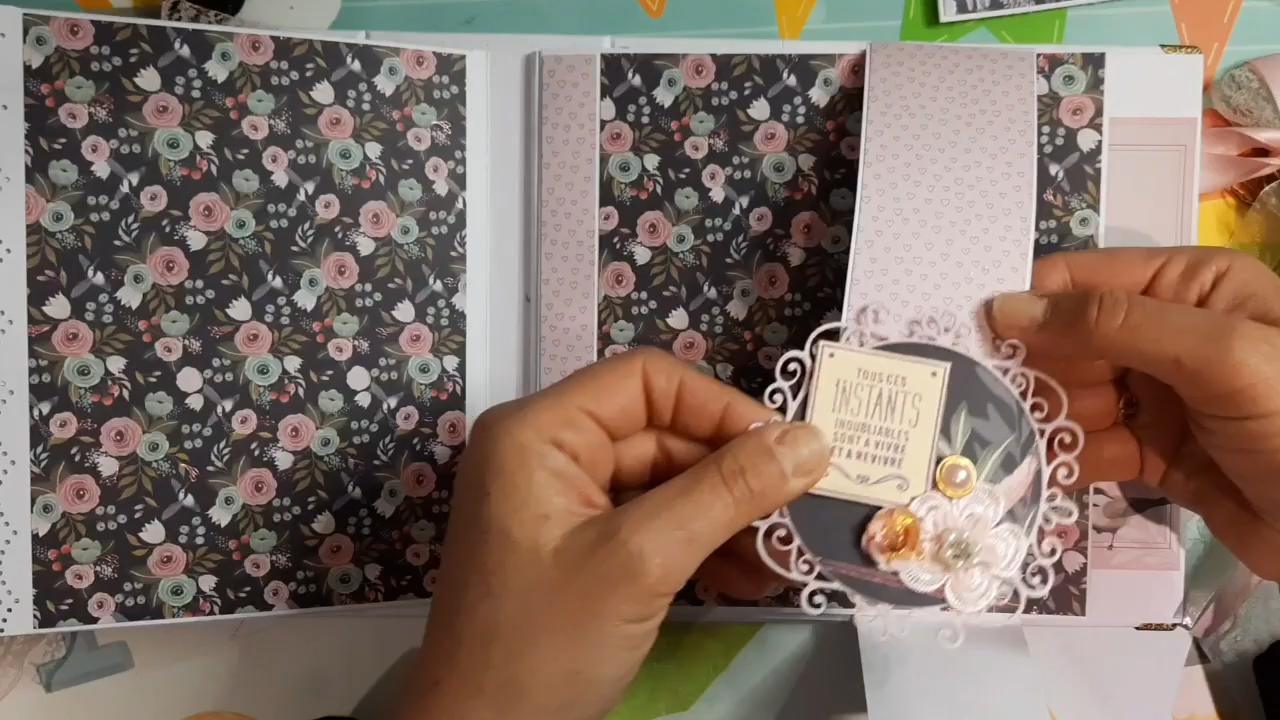 TOUS CES
INSTANTS
INOUBLIABLES
SONT A VIVRE
ET A REVIVRE